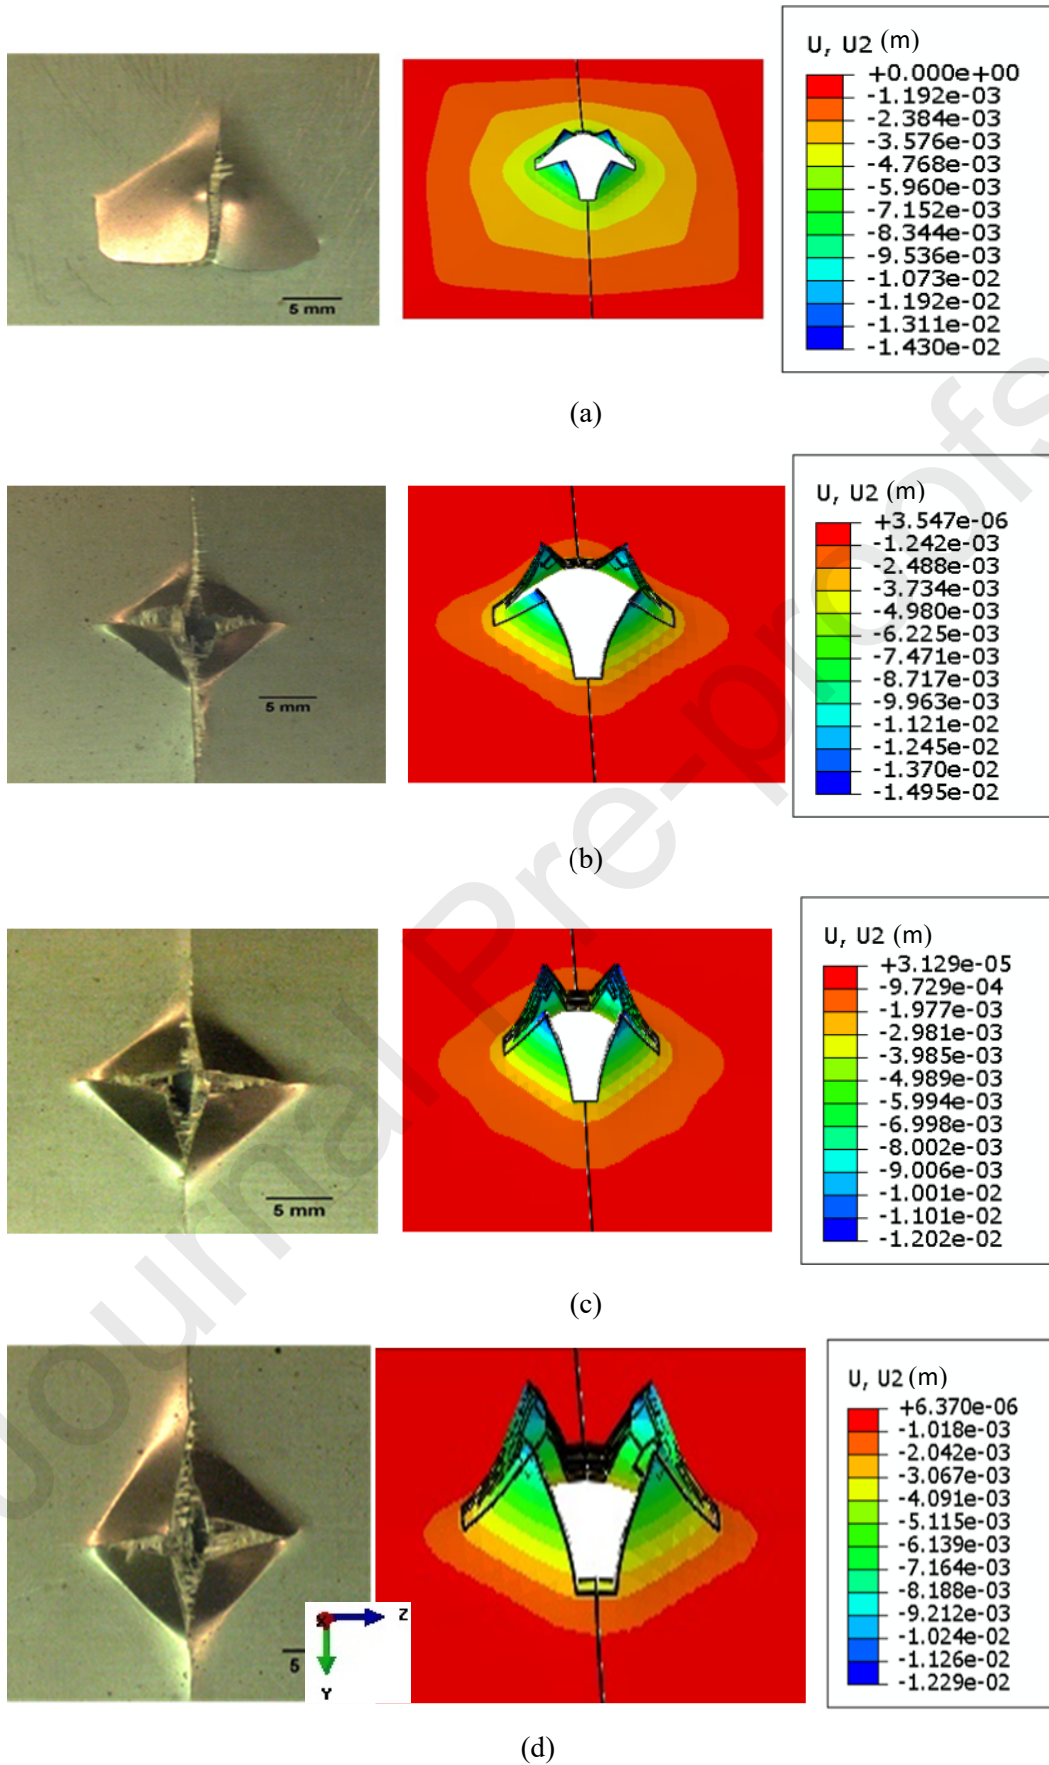 U, U2 (m)
+0.000e+00
-1.192e-03
-2.384e-03
-3.576e-03
-4.768e-03
-5.960e-03
-7.152e-03
-8.344e-03
-9.536e-03
-1.073e-02
-1.192e-02
-1.311e-02
-1.430e-02
5 mm
(a)
U, U2 (m)
+3.547e-06
-1.242e-03
-2.488e-03
-3.734e-03
-4.980e-03
-6.225e-03
-7.471e-03
-8.717e-03
-9.963e-03
-1.121e-02
-1.245e-02
-1.370e-02
-1.495e-02
5 mm
(b)
U, U2 (m)
+3.129e-05
-9.729e-04
-1.977e-03
-2.981e-03
-3.985e-03
-4.989e-03
-5.994e-03
-6.998e-03
-8.002e-03
-9.006e-03
-1.001e-02
-1.101e-02
-1.202e-02
5 mm
(c)
U, U2 (m)
+6.370e-06
-1.018e-03
-2.042e-03
-3.067e-03
-4.091e-03
-5.115e-03
-6.139e-03
-7.164e-03
-8.188e-03
-9.212e-03
-1.024e-02
-1.126e-02
-1.229e-02
5
X
Z
Y
(d)
Journal Pre-proofs